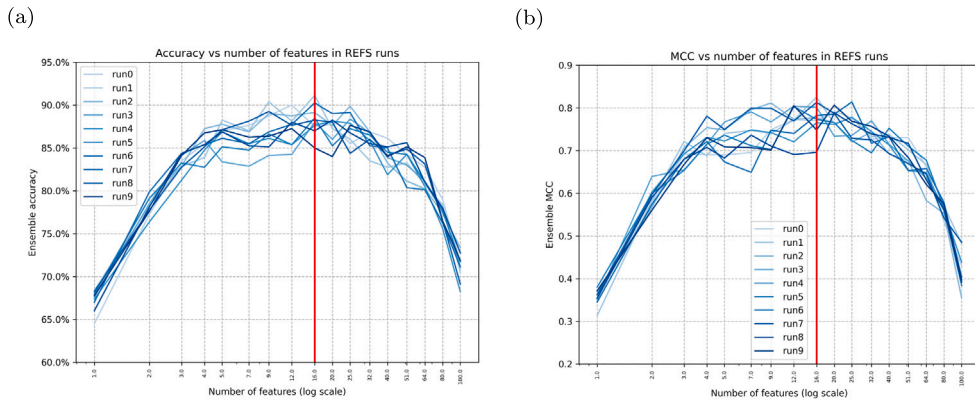 (a)
(b)
Accuracy vs number of features in REFS runs
95.0%
90.0%
85.0%
80.0%
75.0%
70.0%
65.0%
60.0%
Ensemble accuracy
run0
run1
run2
run3
run4
run5
run6
run7
run8
run9
1.0 2.0 3.0 4.0 5.0 7.0 9.0 12.0 16.0 20.0 25.0 32.0 40.0 51.0 64.0 80.0 100.0
Number of features (log scale)
MCC vs number of features in REFS runs
0.9
0.8
0.7
0.6
0.5
0.4
0.3
0.2
Ensemble MCC
run0
run1
run2
run3
run4
run5
run6
run7
run8
run9
1.0 2.0 3.0 4.0 5.0 7.0 9.0 12.0 16.0 20.0 25.0 32.0 40.0 51.0 64.0 80.0 100.0
Number of features (log scale)